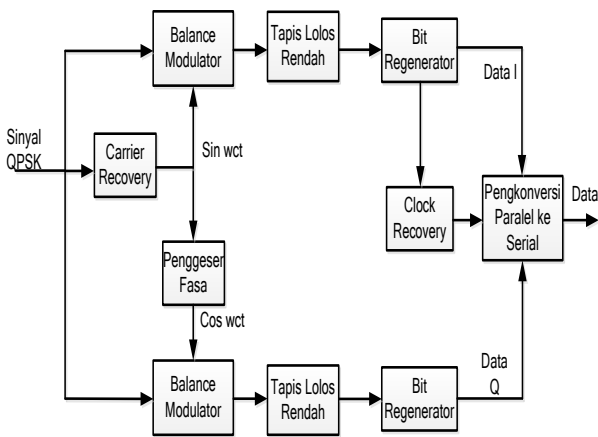 Balance
Modulator
Tapis Lolos
Rendah
Bit
Regenerator
Data I
Sinyal
QPSK
Carrier
Recovery
Sin wct
Clock
Recovery
Pengkonversi
Paralel ke
Serial
Data
Penggeser
Fasa
Cos wct
Balance
Modulator
Tapis Lolos
Rendah
Bit
Regenerator
Data
Q